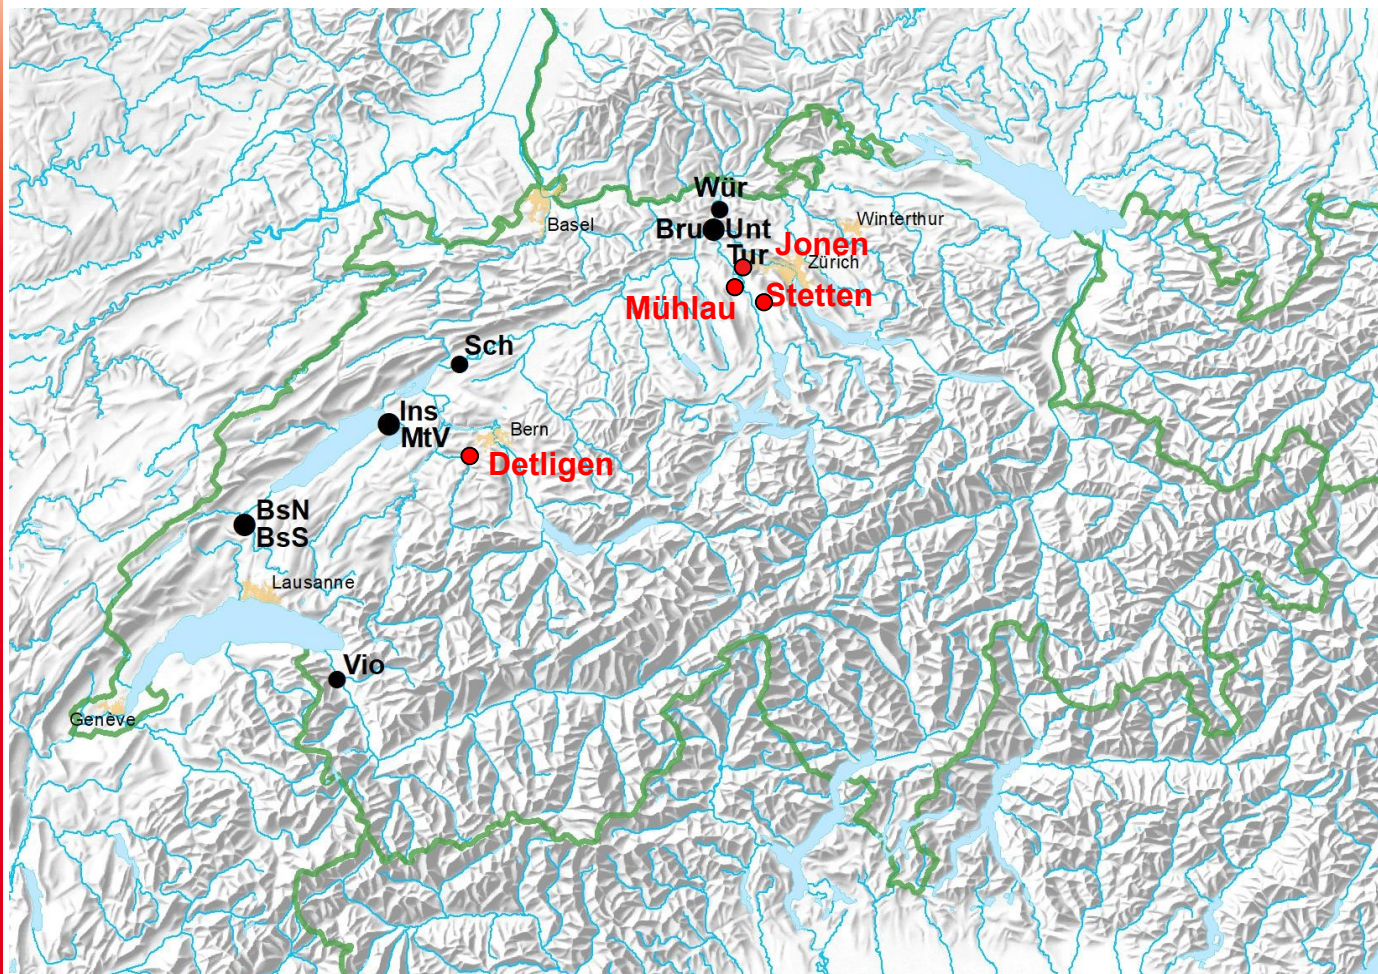 Wür
Basel
Winterthur
Bru
Unt
Tur
Jonen
Zürich
Mühlau
Stetten
Sch
Ins
MtV
Bern
Detligen
BsN
BsS
Lausanne
Vio
Genève